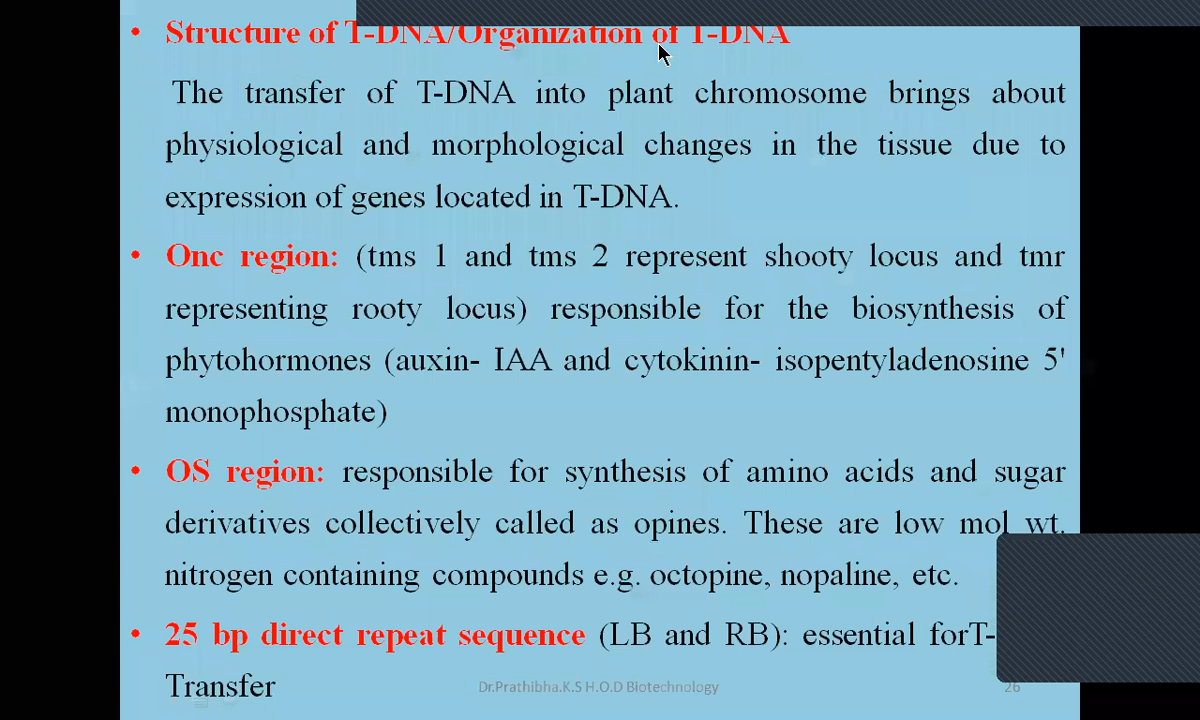 • Structure of T-DNA/Organization of T-DNA
The transfer of T-DNA into plant chromosome brings about
physiological and morphological changes in the tissue due to
expression of genes located in T-DNA.
• Onc region: (tms 1 and tms 2 represent shooty locus and tmr
representing rooty locus) responsible for the biosynthesis of
phytohormones (auxin- IAA and cytokinin- isopentyladenosine 5'
monophosphate)
• OS region: responsible for synthesis of amino acids and sugar
derivatives collectively called as opines. These are low mol wt.
nitrogen containing compounds e.g. octopine, nopaline, etc.
• 25 bp direct repeat sequence (LB and RB): essential forT-
Transfer
Dr.Prathibha.K.S H.O.D Biotechnology
26